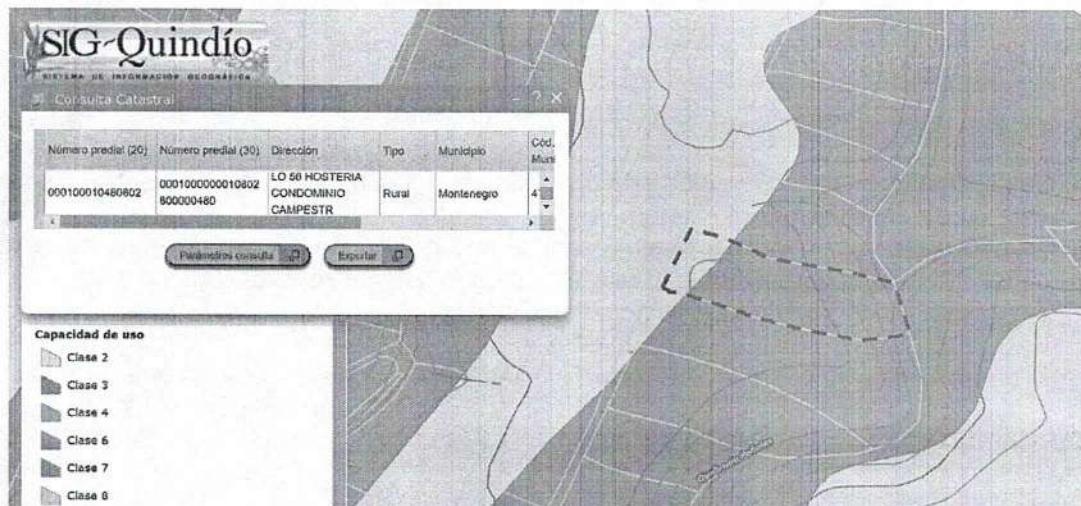 SIG-Quindío
SISTEMA DE INFORMACIÓN GEOGRÁFICA
Consulta Catastral
- ? X
Número predial (20) Número predial (30) Dirección Tipo Municipio Cód.
000100010480802 0001000000010802 800000480 LO 58 HOSTERIA CONDOMINIO CAMPESTR Rural Montenegro
Parámetros consulta Exportar
Capacidad de uso
Clase 2
Clase 3
Clase 4
Clase 6
Clase 7
Clase 8